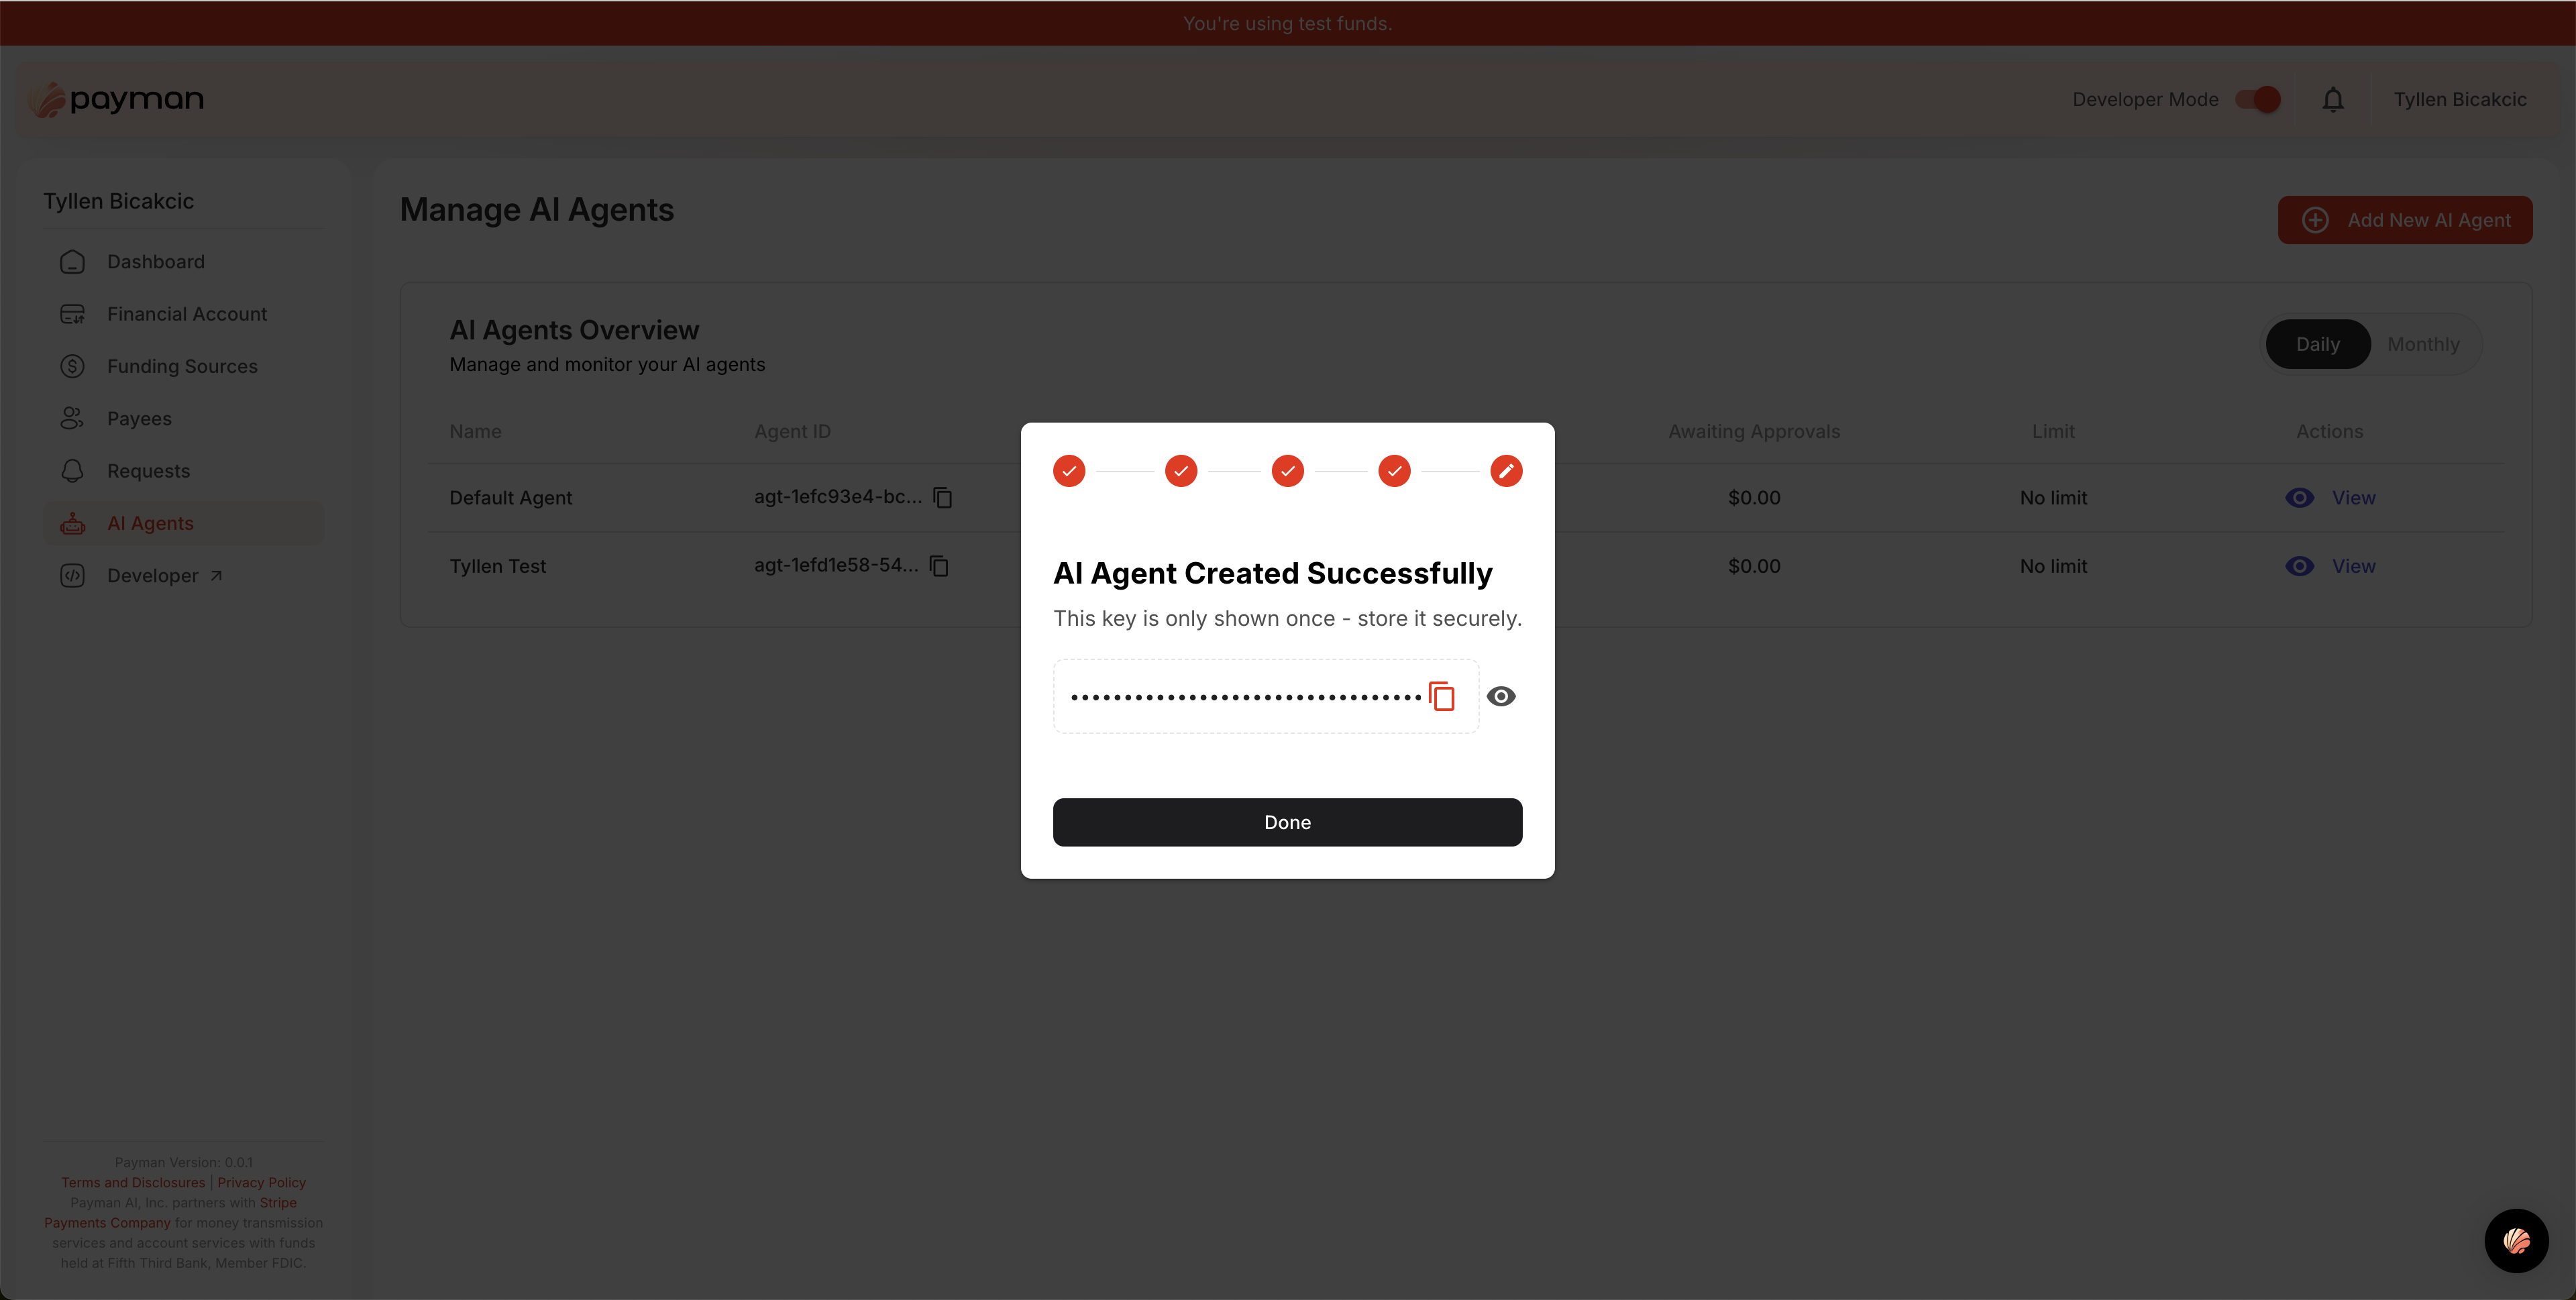 You're using test funds.
payman
Developer Mode
Tyllen Bicakcic
Tyllen Bicakcic
Dashboard
Financial Account
Funding Sources
Payees
Requests
AI Agents
Developer
Manage AI Agents
Add New AI Agent
AI Agents Overview
Manage and monitor your AI agents
Daily Monthly
Name Agent ID Awaiting Approvals Limit Actions
Default Agent agt-1efc93e4-bc... $0.00 No limit View
Tyllen Test agt-1efd1e58-54... $0.00 No limit View
AI Agent Created Successfully
This key is only shown once - store it securely.
Done
Payman Version: 0.0.1
Terms and Disclosures | Privacy Policy
Payman AI, Inc. partners with Stripe
Payments Company for money transmission
services and account services with funds
held at Fifth Third Bank, Member FDIC.